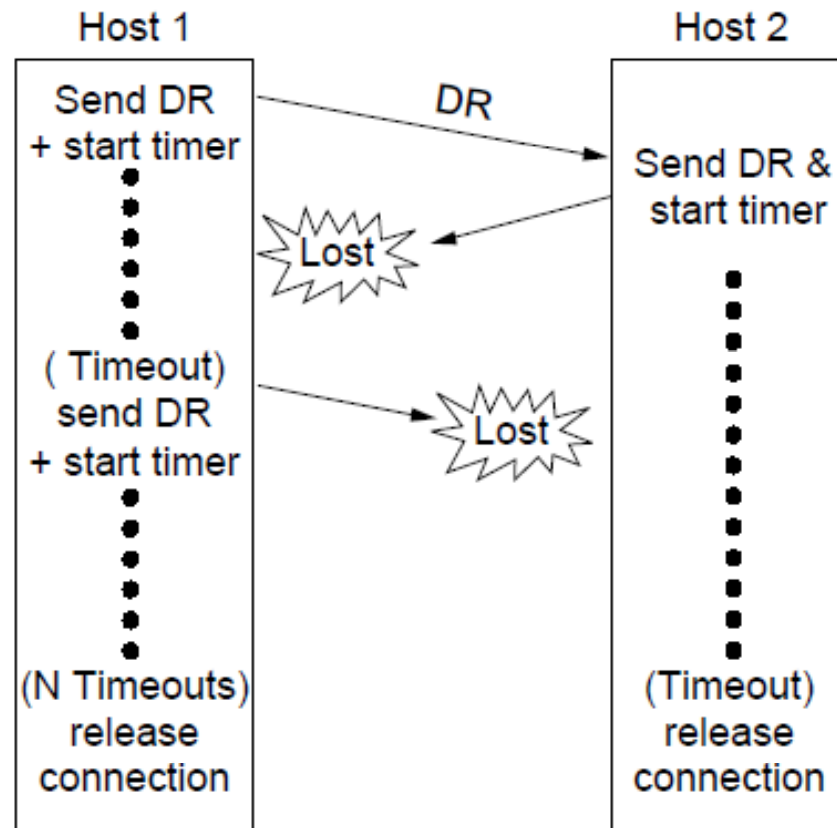 Host 1
Host 2
Send DR
+ start timer
DR
Send DR &
start timer
Lost
( Timeout)
send DR
+ start timer
Lost
(N Timeouts)
release
connection
(Timeout)
release
connection